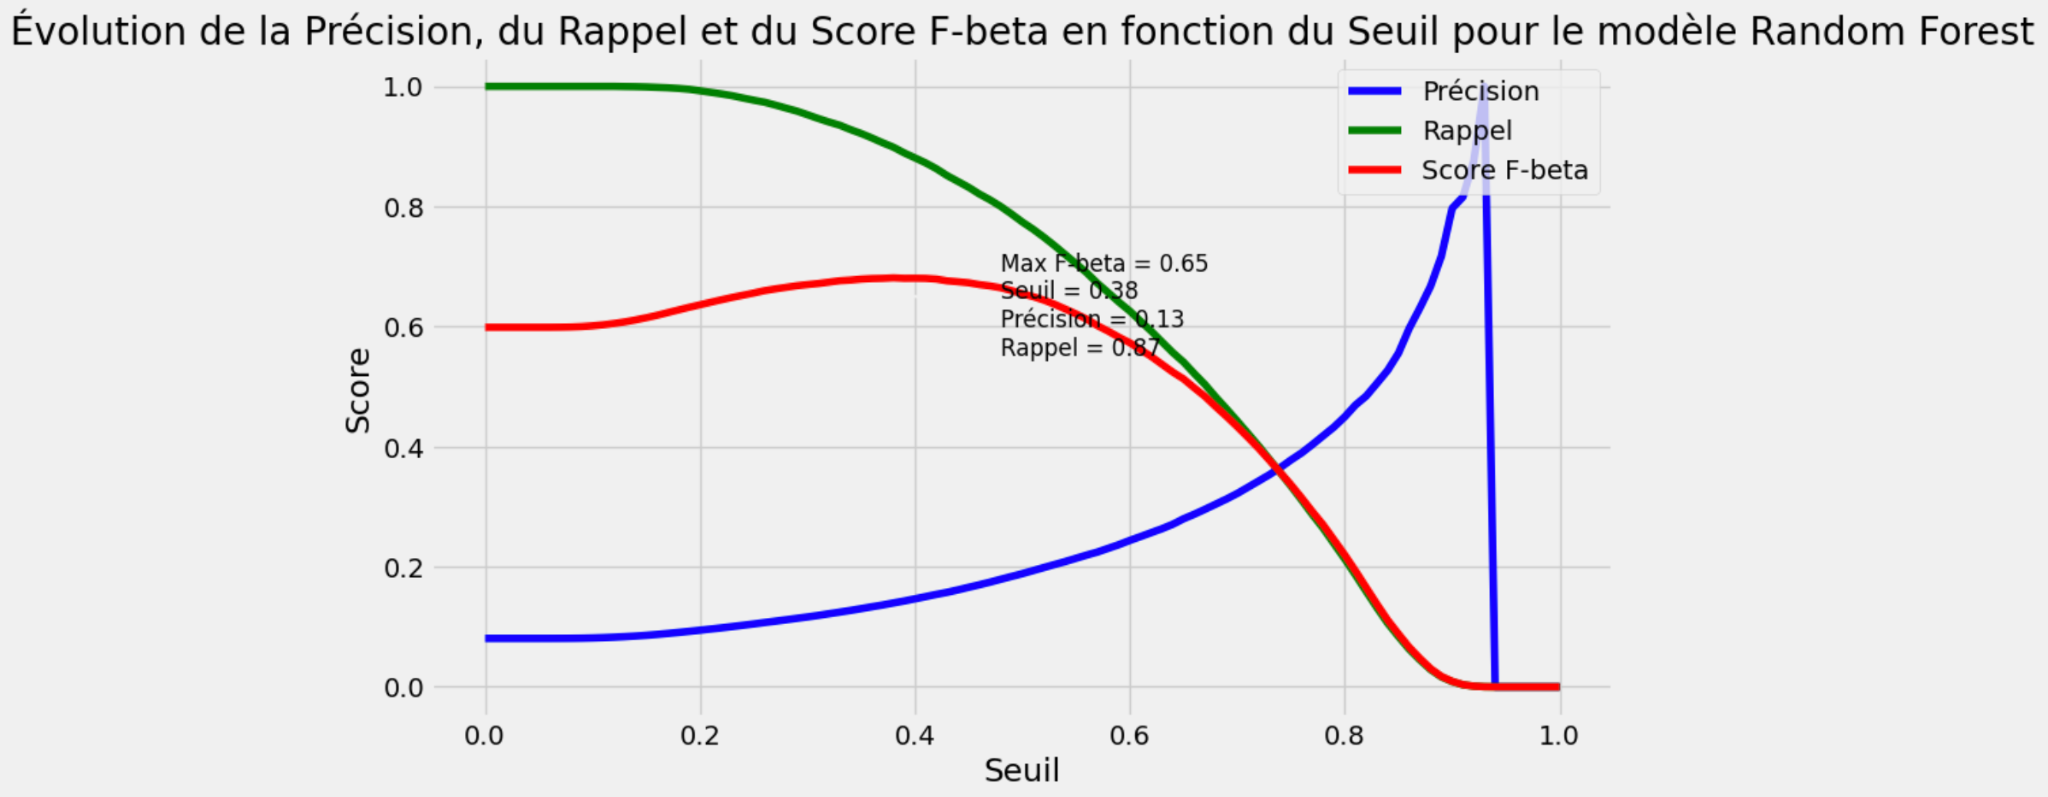 Évolution de la Précision, du Rappel et du Score F-beta en fonction du Seuil pour le modèle Random Forest
Précision
Rappel
Score F-beta
Max F-beta = 0.65
Seuil = 0.38
Précision = 0.13
Rappel = 0.87
1.0
0.8
0.6
0.4
0.2
0.0
Score
0.0 0.2 0.4 0.6 0.8 1.0
Seuil